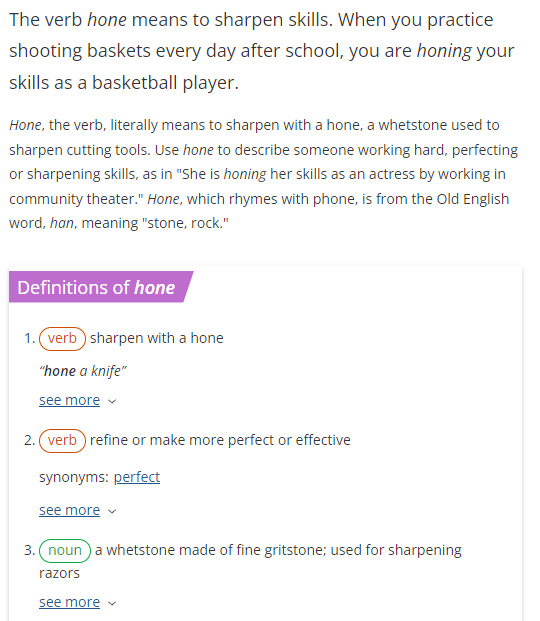 The verb hone means to sharpen skills. When you practice
shooting baskets every day after school, you are honing your
skills as a basketball player.
Hone, the verb, literally means to sharpen with a hone, a whetstone used to
sharpen cutting tools. Use hone to describe someone working hard, perfecting
or sharpening skills, as in "She is honing her skills as an actress by working in
community theater." Hone, which rhymes with phone, is from the Old English
word, han, meaning "stone, rock."
Definitions of hone
1. verb sharpen with a hone
“hone a knife”
see more
2. verb refine or make more perfect or effective
synonyms: perfect
see more
3. noun a whetstone made of fine gritstone; used for sharpening
razors
see more